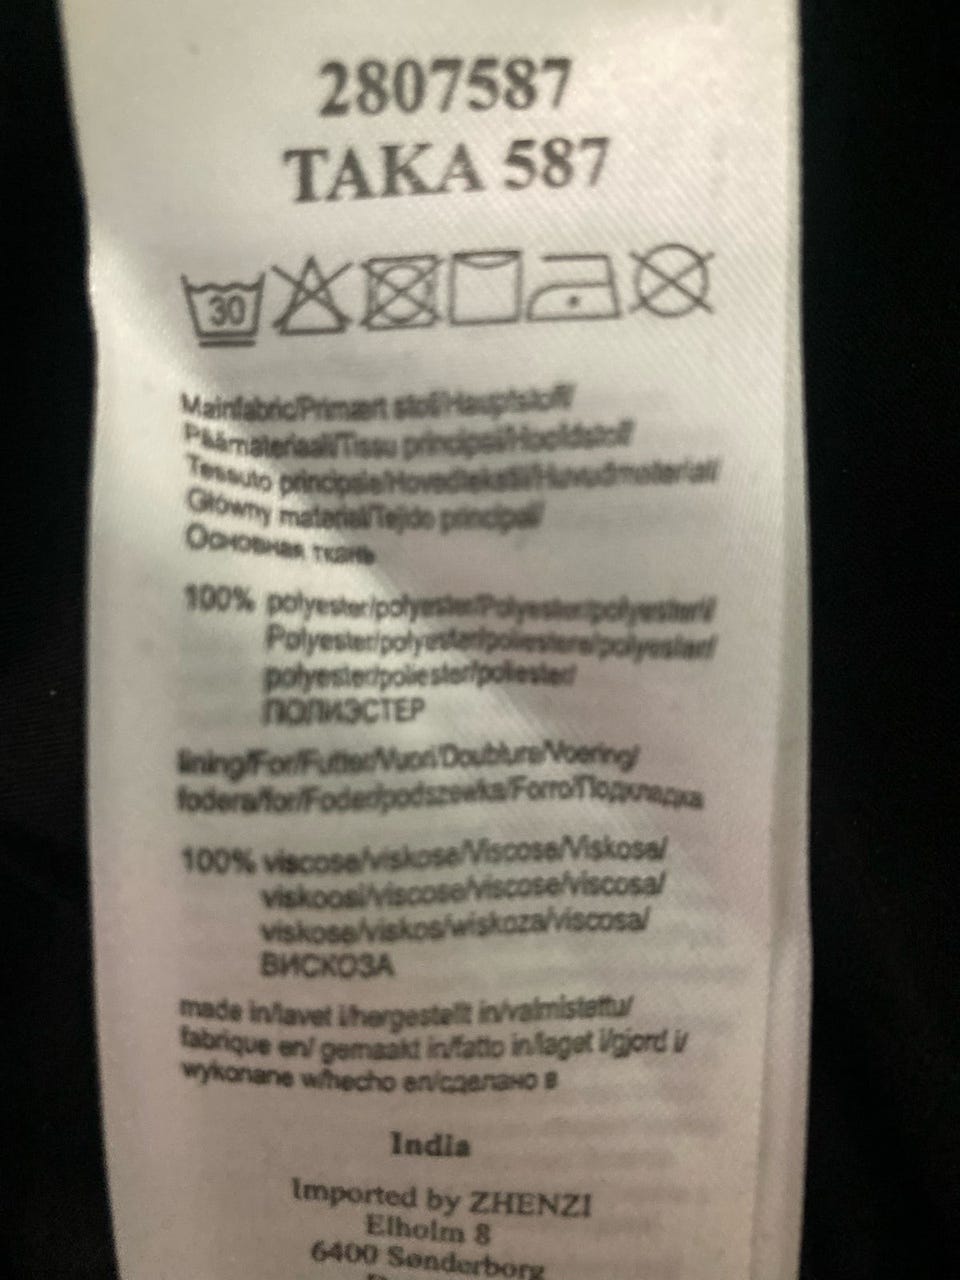 2807587
TAKA 587
30
Mainfabric/Primært stof/Hauptstoff/
Päämateriaali/Tissu principal/Hoofdstoff
Tessuto principale/Hovedtekstil/Huvudmaterial/
Główny material/Tejido principal/
Основная ткань
100% polyester/polyester/Polyester/polyesteri/
Polyester/polyester/poliestere/polyester/
polyester/poliester/poliester/
ПОЛИЭСТЕР
lining/For/Futter/Vuori/Doublure/Voering/
fodera/for/Foder/podszewka/Forro/Подкладка
100% viscose/viskose/Viscose/Viskose/
viskoosi/viscose/viscose/viscosa/
viskose/viskos/wiskoza/viscosa/
ВИСКОЗА
made in/lavet i/hergestellt in/valmistettu/
fabrique en/ gemaakt in/fatto in/laget i/gjord i/
wykonane w/hecho en/сделано в
India
Imported by ZHENZI
Elholm 8
6400 Sønderborg